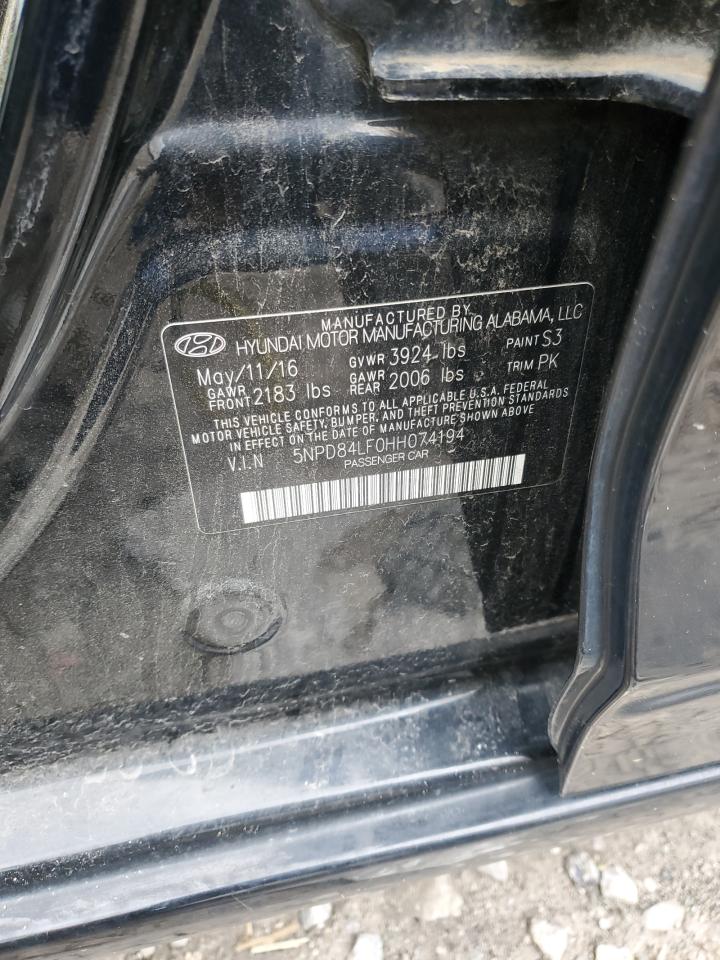 MANUFACTURED BY
HYUNDAI MOTOR MANUFACTURING ALABAMA, LLC
May/11/16 GVWR 3924 lbs PAINT S3
GAWR FRONT 2183 lbs GAWR REAR 2006 lbs TRIM PK
THIS VEHICLE CONFORMS TO ALL APPLICABLE U.S.A. FEDERAL
MOTOR VEHICLE SAFETY, BUMPER, AND THEFT PREVENTION STANDARDS
IN EFFECT ON THE DATE OF MANUFACTURE SHOWN ABOVE
V.I.N 5NPD84LF0HH074194
PASSENGER CAR